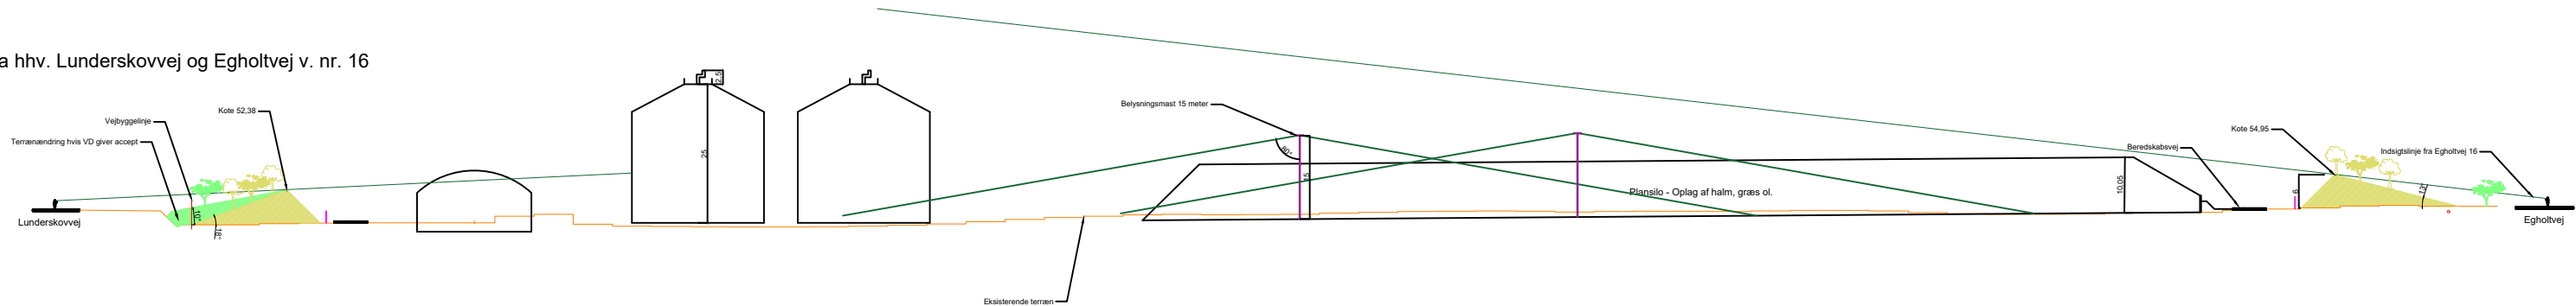 a hhv. Lunderskovvej og Egholtvej v. nr. 16
2,5
Kote 52,38
Belysningsmast 15 meter
Vejbyggelinje
Kote 54,95
Terrænændring hvis VD giver accept
25
80°
Beredskabsvej
Indsigtslinje fra Egholtvej 16
15
10,05
Plansilo - Oplag af halm, græs ol.
6
13°
10°
18°
Lunderskovvej
Egholtvej
Eksisterende terræn